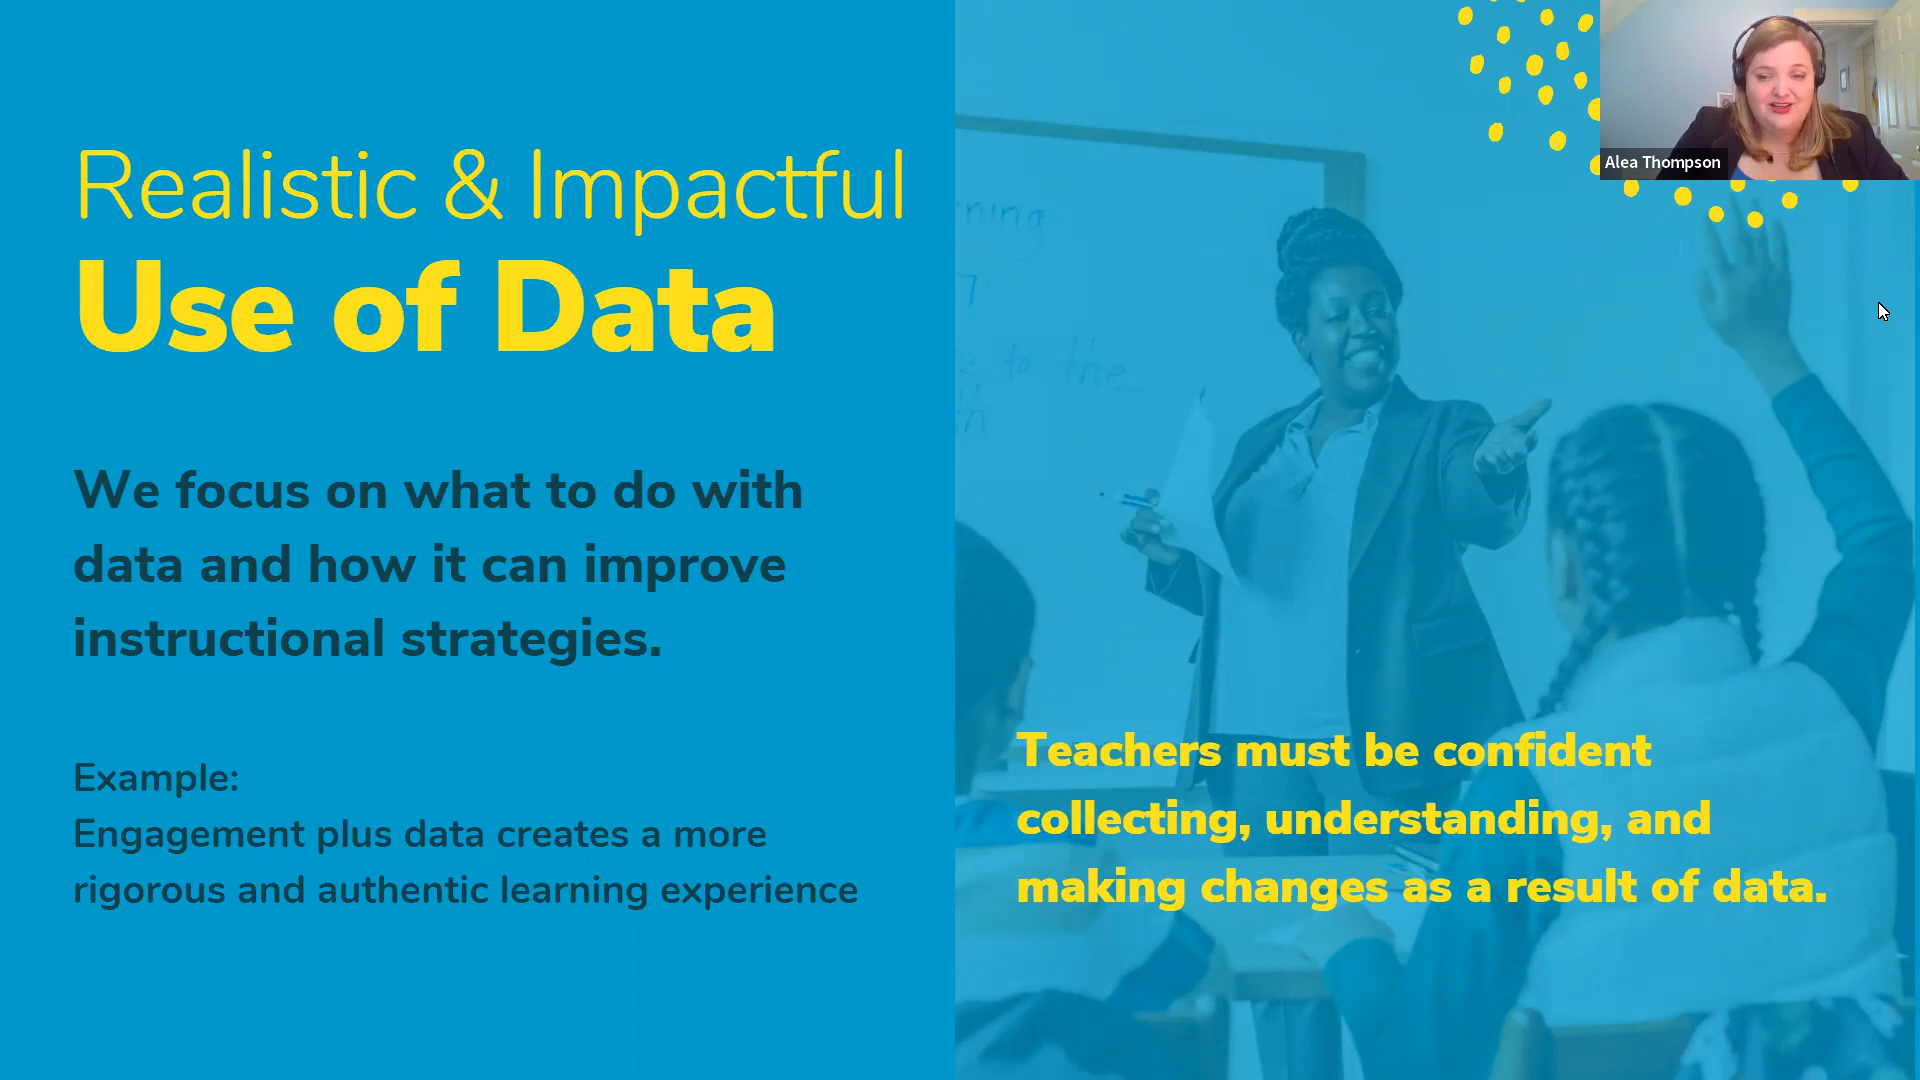 Realistic & Impactful
Use of Data
We focus on what to do with
data and how it can improve
instructional strategies.
Example:
Engagement plus data creates a more
rigorous and authentic learning experience
Teachers must be confident
collecting, understanding, and
making changes as a result of data.
Alea Thompson
to the